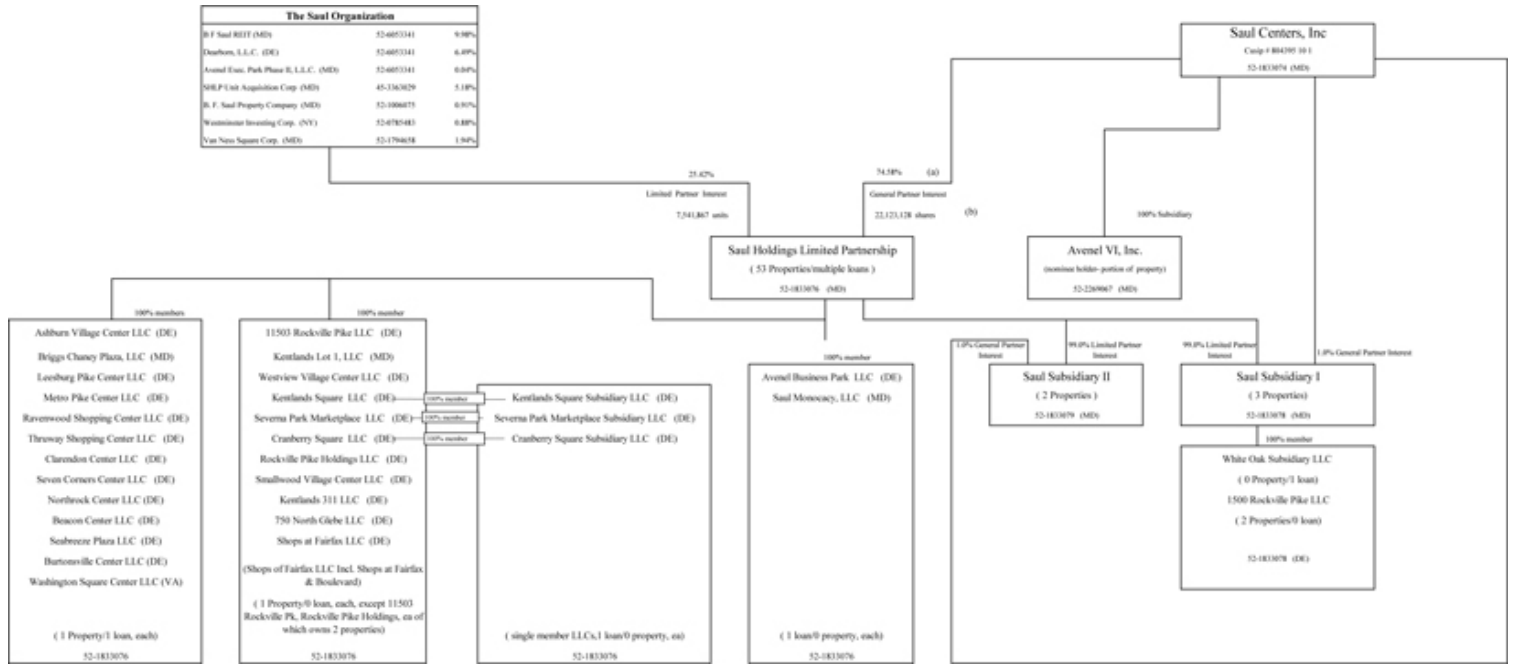 The Saul Organization
B F Saul REIT (MD) 52-6053341 9.98%
Dearborn, L.L.C. (DE) 52-6053341 6.49%
Avenel Exec. Park Phase II, L.L.C. (MD) 52-6053341 0.04%
SHLP Unit Acquisition Corp (MD) 45-3363029 5.18%
B. F. Saul Property Company (MD) 52-1006075 0.91%
Westminster Investing Corp. (NY) 52-0785483 0.88%
Van Ness Square Corp. (MD) 52-1794658 1.94%
Saul Centers, Inc
Cusip # 804395 10 1
52-1833074 (MD)
25.42%
Limited Partner Interest
7,541,867 units
74.58% (a)
General Partner Interest
22,123,128 shares (b)
100% Subsidiary
Saul Holdings Limited Partnership
( 53 Properties/multiple loans )
52-1833076 (MD)
Avenel VI, Inc.
(nominee holder- portion of property)
52-2269067 (MD)
100% members
Ashburn Village Center LLC (DE)
Briggs Chaney Plaza, LLC (MD)
Leesburg Pike Center LLC (DE)
Metro Pike Center LLC (DE)
Ravenwood Shopping Center LLC (DE)
Thruway Shopping Center LLC (DE)
Clarendon Center LLC (DE)
Seven Corners Center LLC (DE)
Northrock Center LLC (DE)
Beacon Center LLC (DE)
Seabreeze Plaza LLC (DE)
Burtonsville Center LLC (DE)
Washington Square Center LLC (VA)
( 1 Property/1 loan, each)
52-1833076
100% member
11503 Rockville Pike LLC (DE)
Kentlands Lot 1, LLC (MD)
Westview Village Center LLC (DE)
Kentlands Square LLC (DE)
Severna Park Marketplace LLC (DE)
Cranberry Square LLC (DE)
Rockville Pike Holdings LLC (DE)
Smallwood Village Center LLC (DE)
Kentlands 311 LLC (DE)
750 North Glebe LLC (DE)
Shops at Fairfax LLC (DE)
(Shops of Fairfax LLC Incl. Shops at Fairfax
& Boulevard)
( 1 Property/0 loan, each, except 11503
Rockville Pk, Rockville Pike Holdings, ea of
which owns 2 properties)
52-1833076
100% member
100% member
100% member
Kentlands Square Subsidiary LLC (DE)
Severna Park Marketplace Subsidiary LLC (DE)
Cranberry Square Subsidiary LLC (DE)
( single member LLCs,1 loan/0 property, ea)
52-1833076
100% member
Avenel Business Park LLC (DE)
Saul Monocacy, LLC (MD)
( 1 loan/0 property, each)
52-1833076
1.0% General Partner
Interest
99.0% Limited Partner
Interest
Saul Subsidiary II
( 2 Properties )
52-1833079 (MD)
99.0% Limited Partner
Interest
1.0% General Partner Interest
Saul Subsidiary I
( 3 Properties)
52-1833078 (MD)
100% member
White Oak Subsidiary LLC
( 0 Property/1 loan)
1500 Rockville Pike LLC
( 2 Properties/0 loan)
52-1833078 (DE)